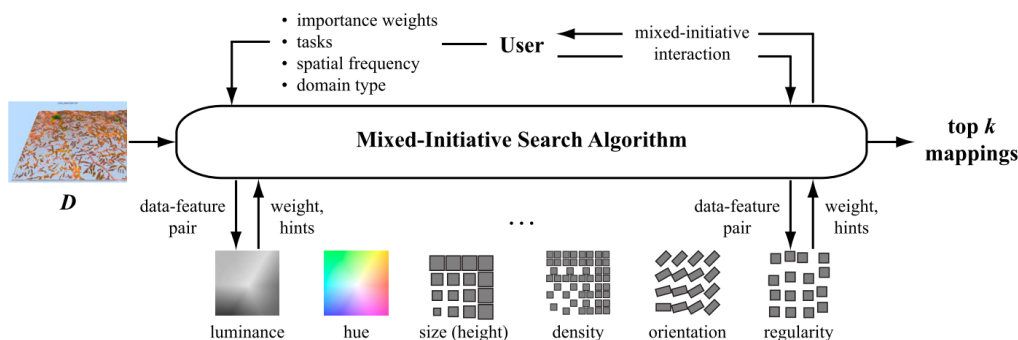 • importance weights
• tasks
• spatial frequency
• domain type
User
mixed-initiative
interaction
Mixed-Initiative Search Algorithm
top k
mappings
D
data-feature
pair
weight,
hints
...
data-feature
pair
weight,
hints
luminance
hue
size (height)
density
orientation
regularity